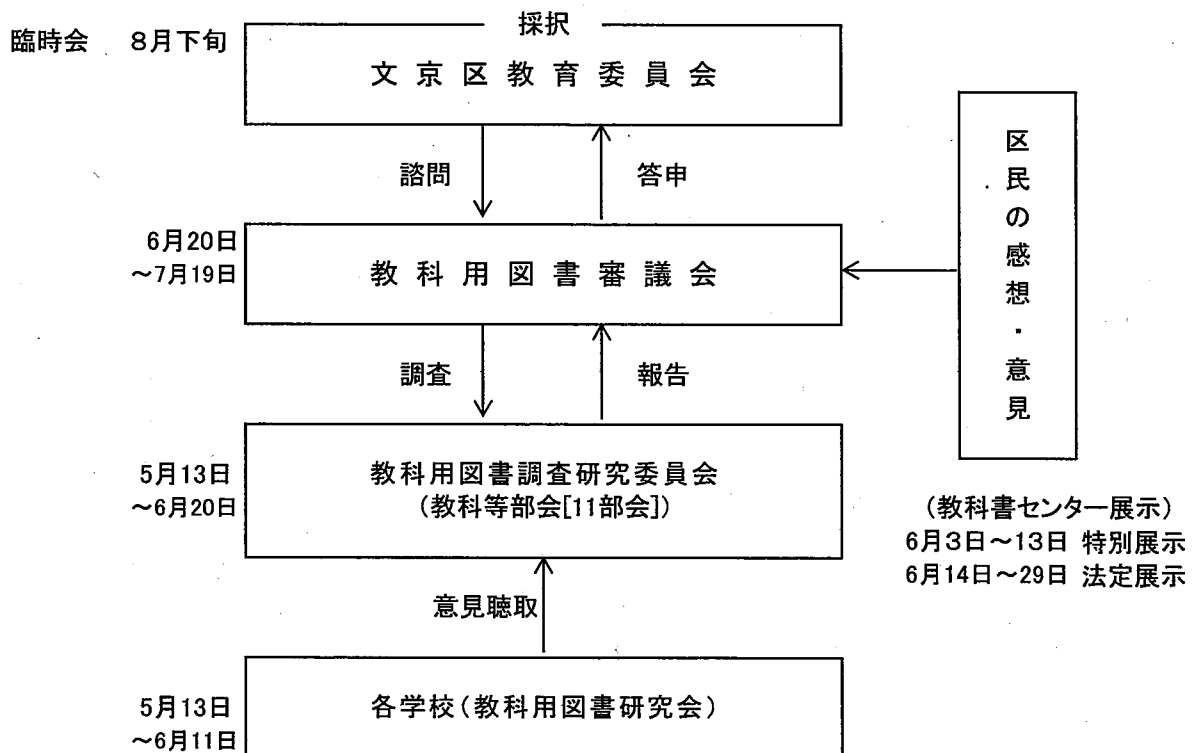 採択
臨時会 8月下旬
文京区教育委員会
諮問
答申
区民の感想・意見
6月20日
～7月19日
教科用図書審議会
調査
報告
5月13日
～6月20日
教科用図書調査研究委員会
(教科等部会[11部会])
(教科書センター展示)
6月3日～13日 特別展示
6月14日～29日 法定展示
意見聴取
5月13日
～6月11日
各学校(教科用図書研究会)